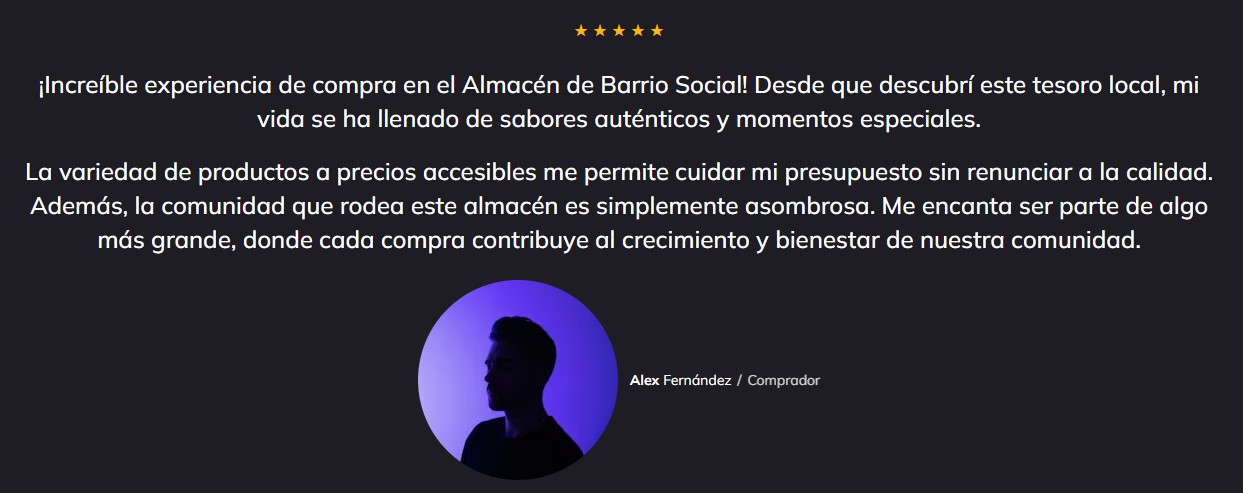 ★★★★★
¡Increíble experiencia de compra en el Almacén de Barrio Social! Desde que descubrí este tesoro local, mi
vida se ha llenado de sabores auténticos y momentos especiales.
La variedad de productos a precios accesibles me permite cuidar mi presupuesto sin renunciar a la calidad.
Además, la comunidad que rodea este almacén es simplemente asombrosa. Me encanta ser parte de algo
más grande, donde cada compra contribuye al crecimiento y bienestar de nuestra comunidad.
Alex Fernández / Comprador